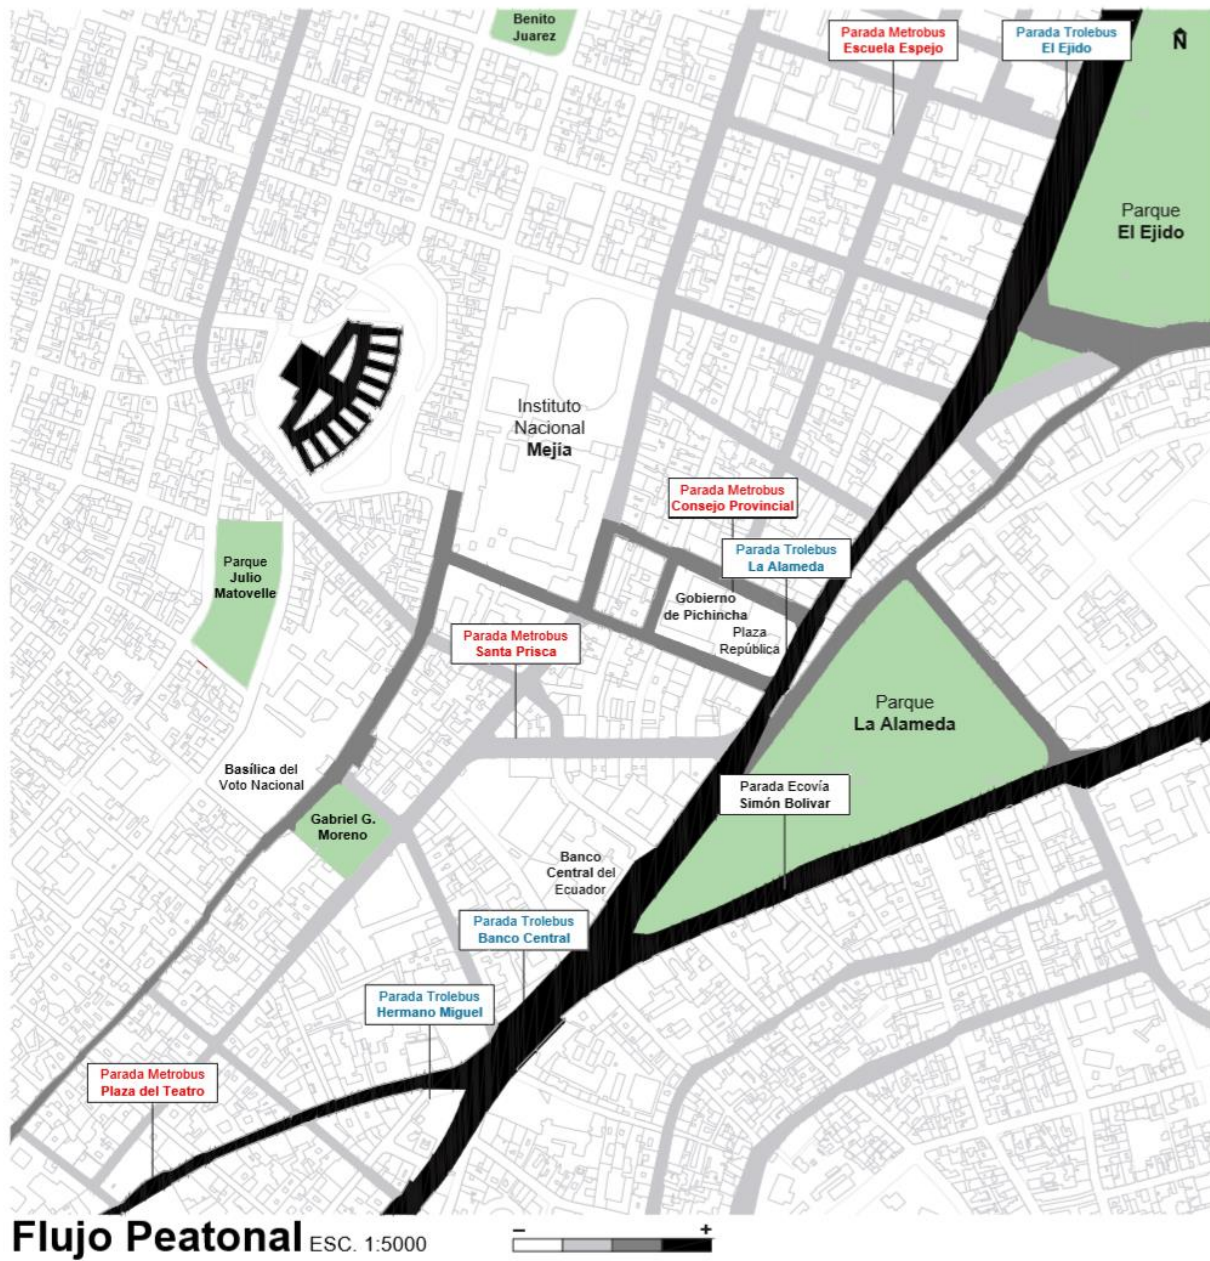 Benito
Juarez
Parada Metrobus
Escuela Espejo
Parada Trolebus
El Ejido
N
Parque
El Ejido
Instituto
Nacional
Mejía
Parada Metrobus
Consejo Provincial
Parada Trolebus
La Alameda
Parque
Julio
Matovelle
Gobierno
de Pichincha
Plaza
República
Parada Metrobus
Santa Prisca
Parque
La Alameda
Basílica del
Voto Nacional
Parada Ecovía
Simón Bolívar
Gabriel G.
Moreno
Banco
Central del
Ecuador
Parada Trolebus
Banco Central
Parada Trolebus
Hermano Miguel
Parada Metrobus
Plaza del Teatro
Flujo Peatonal ESC. 1:5000
– +